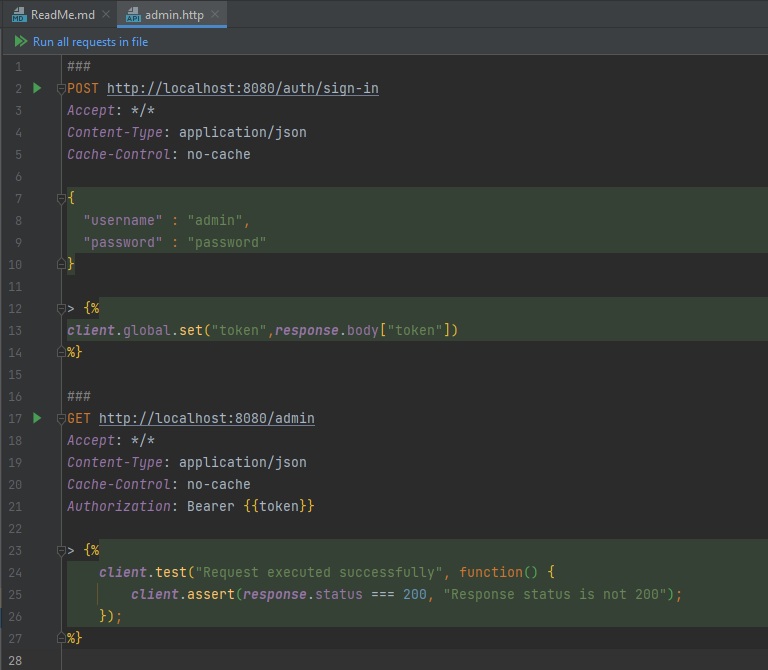 ReadMe.md admin.http
Run all requests in file
1 ###
2 POST http://localhost:8080/auth/sign-in
3 Accept: */*
4 Content-Type: application/json
5 Cache-Control: no-cache
6
7 {
8 "username" : "admin",
9 "password" : "password"
10 }
11
12 > {%
13 client.global.set("token",response.body["token"])
14 %}
15
16 ###
17 GET http://localhost:8080/admin
18 Accept: */*
19 Content-Type: application/json
20 Cache-Control: no-cache
21 Authorization: Bearer {{token}}
22
23 > {%
24 client.test("Request executed successfully", function() {
25 client.assert(response.status === 200, "Response status is not 200");
26 });
27 %}
28